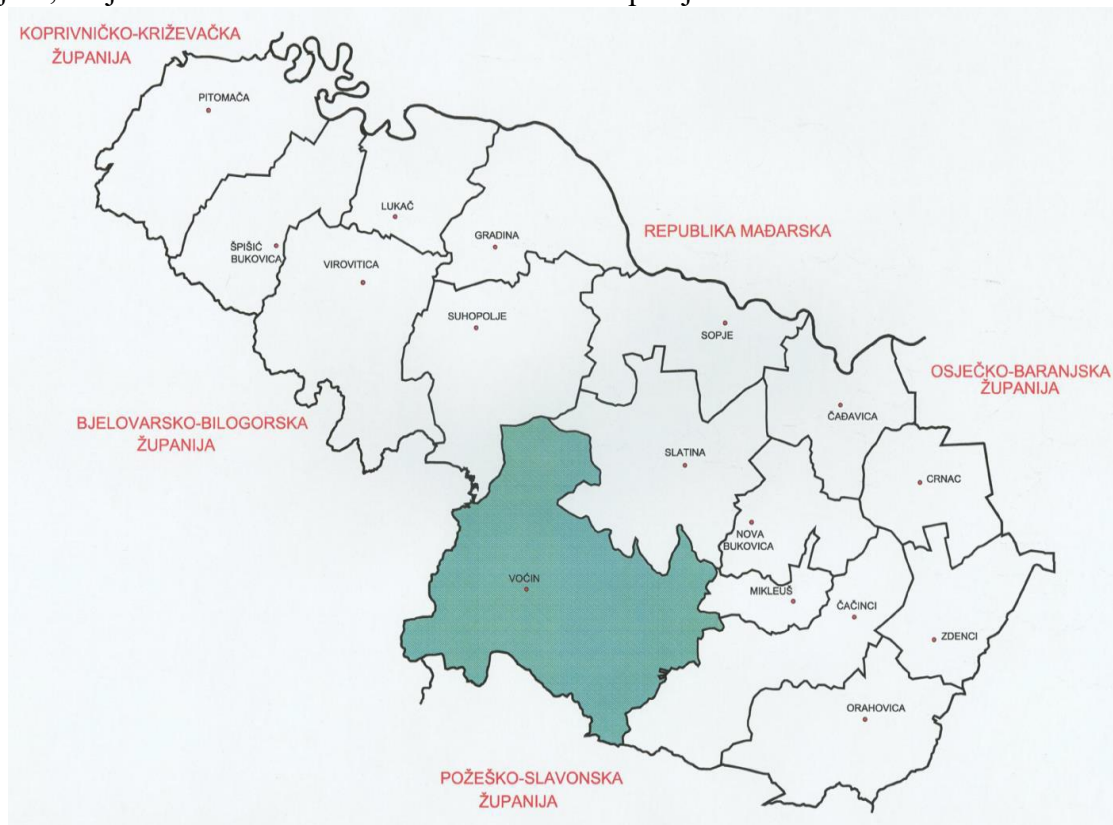 KOPRIVNIČKO-KRIŽEVAČKA
ŽUPANIJA
PITOMAČA
LUKAČ
GRADINA
REPUBLIKA MAĐARSKA
ŠPIŠIĆ
BUKOVICA
VIROVITICA
SUHOPOLJE
SOPJE
OSJEČKO-BARANJSKA
ŽUPANIJA
BJELOVARSKO-BILOGORSKA
ŽUPANIJA
ČAĐAVICA
SLATINA
CRNAC
NOVA
BUKOVICA
VOĆIN
MIKLEUŠ
ČAČINCI
ZDENCI
ORAHOVICA
POŽEŠKO-SLAVONSKA
ŽUPANIJA